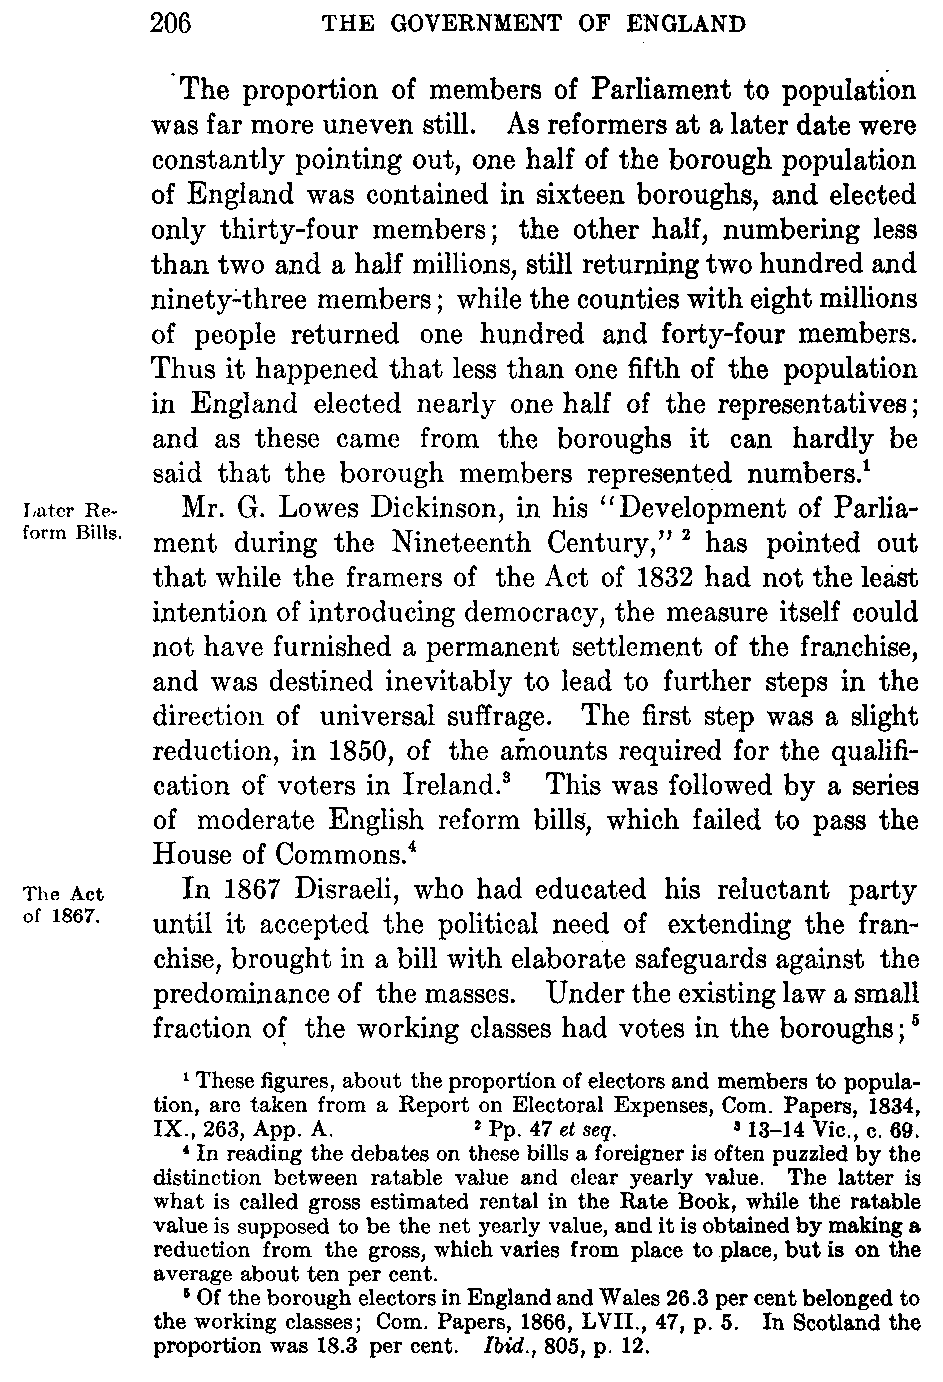 206 THE GOVERNMENT OF ENGLAND
The proportion of members of Parliament to population
was far more uneven still. As reformers at a later date were
constantly pointing out, one half of the borough population
of England was contained in sixteen boroughs, and elected
only thirty-four members; the other half, numbering less
than two and a half millions, still returning two hundred and
ninety-three members; while the counties with eight millions
of people returned one hundred and forty-four members.
Thus it happened that less than one fifth of the population
in England elected nearly one half of the representatives;
and as these came from the boroughs it can hardly be
said that the borough members represented numbers.¹
Later Re-
form Bills.
Mr. G. Lowes Dickinson, in his "Development of Parlia-
ment during the Nineteenth Century," ² has pointed out
that while the framers of the Act of 1832 had not the least
intention of introducing democracy, the measure itself could
not have furnished a permanent settlement of the franchise,
and was destined inevitably to lead to further steps in the
direction of universal suffrage. The first step was a slight
reduction, in 1850, of the amounts required for the qualifi-
cation of voters in Ireland.³ This was followed by a series
of moderate English reform bills, which failed to pass the
House of Commons.⁴
The Act
of 1867.
In 1867 Disraeli, who had educated his reluctant party
until it accepted the political need of extending the fran-
chise, brought in a bill with elaborate safeguards against the
predominance of the masses. Under the existing law a small
fraction of the working classes had votes in the boroughs; ⁵
¹ These figures, about the proportion of electors and members to popula-
tion, are taken from a Report on Electoral Expenses, Com. Papers, 1834,
IX., 263, App. A. ² Pp. 47 et seq. ³ 13-14 Vic., c. 69.
⁴ In reading the debates on these bills a foreigner is often puzzled by the
distinction between ratable value and clear yearly value. The latter is
what is called gross estimated rental in the Rate Book, while the ratable
value is supposed to be the net yearly value, and it is obtained by making a
reduction from the gross, which varies from place to place, but is on the
average about ten per cent.
⁵ Of the borough electors in England and Wales 26.3 per cent belonged to
the working classes; Com. Papers, 1866, LVII., 47, p. 5. In Scotland the
proportion was 18.3 per cent. Ibid., 805, p. 12.